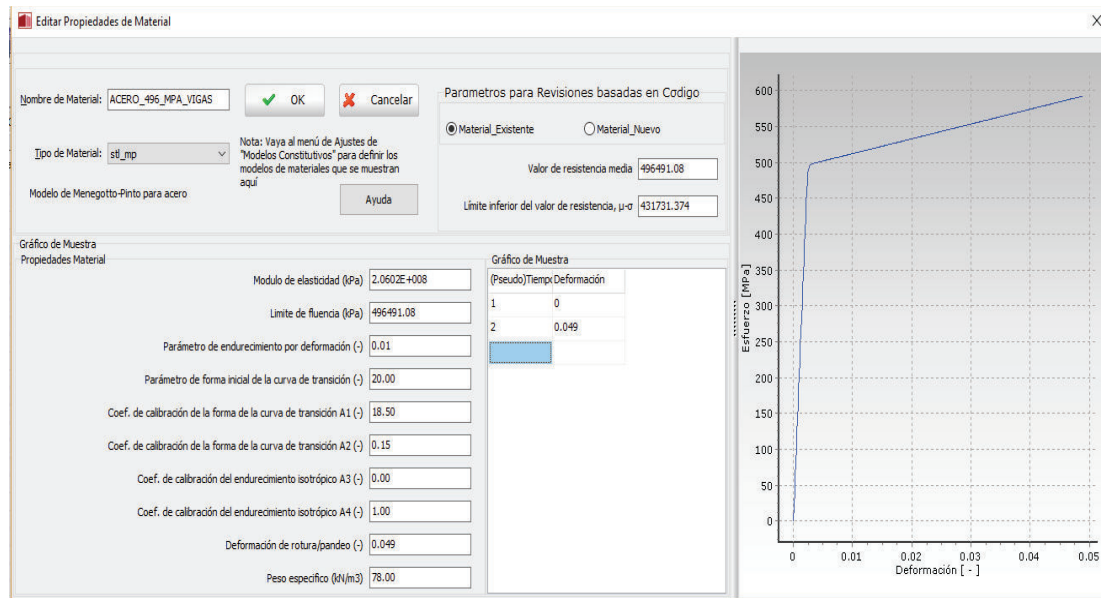 Editar Propiedades de Material
X
Nombre de Material: ACERO_496_MPA_VIGAS
OK
Cancelar
Tipo de Material: stl_mp
Nota: Vaya al menú de Ajustes de
"Modelos Constitutivos" para definir los
modelos de materiales que se muestran
aquí
Modelo de Menegotto-Pinto para acero
Ayuda
Parametros para Revisiones basadas en Codigo
Material_Existente
Material_Nuevo
Valor de resistencia media 496491.08
Límite inferior del valor de resistencia, μ-σ 431731.374
Gráfico de Muestra
Propiedades Material
Modulo de elasticidad (kPa) 2.0602E+008
Limite de fluencia (kPa) 496491.08
Parámetro de endurecimiento por deformación (-) 0.01
Parámetro de forma inicial de la curva de transición (-) 20.00
Coef. de calibración de la forma de la curva de transición A1 (-) 18.50
Coef. de calibración de la forma de la curva de transición A2 (-) 0.15
Coef. de calibración del endurecimiento isotrópico A3 (-) 0.00
Coef. de calibración del endurecimiento isotrópico A4 (-) 1.00
Deformación de rotura/pandeo (-) 0.049
Peso especifico (kN/m3) 78.00
Gráfico de Muestra
(Pseudo)Tiempo Deformación
1 0
2 0.049
Esfuerzo [MPa]
600
550
500
450
400
350
300
250
200
150
100
50
0
0 0.01 0.02 0.03 0.04 0.05
Deformación [ - ]